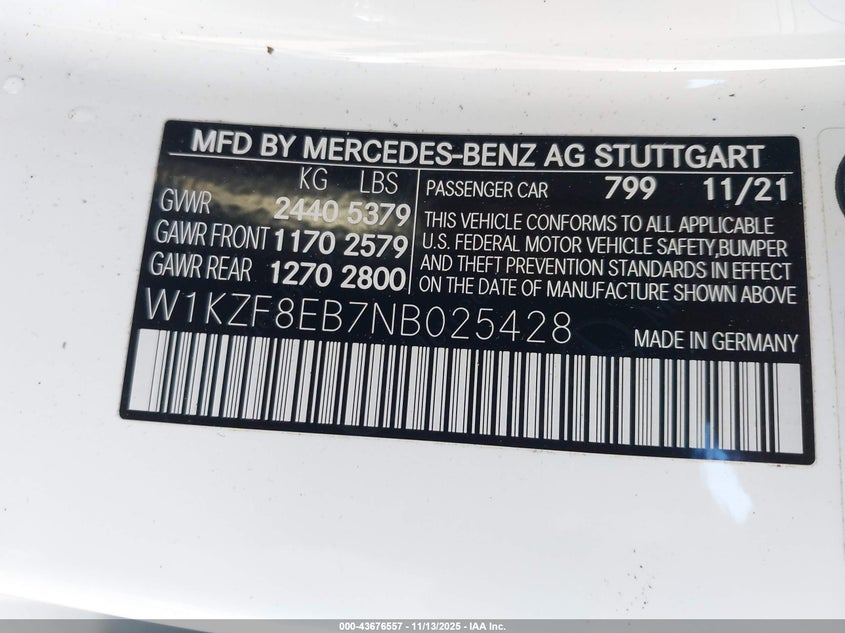 MFD BY MERCEDES-BENZ AG STUTTGART
KG LBS
GVWR 2440 5379
GAWR FRONT 1170 2579
GAWR REAR 1270 2800
PASSENGER CAR 799 11/21
THIS VEHICLE CONFORMS TO ALL APPLICABLE
U.S. FEDERAL MOTOR VEHICLE SAFETY,BUMPER
AND THEFT PREVENTION STANDARDS IN EFFECT
ON THE DATE OF MANUFACTURE SHOWN ABOVE
W1KZF8EB7NB025428
MADE IN GERMANY
000-43676557 - 11/13/2025 - IAA Inc.